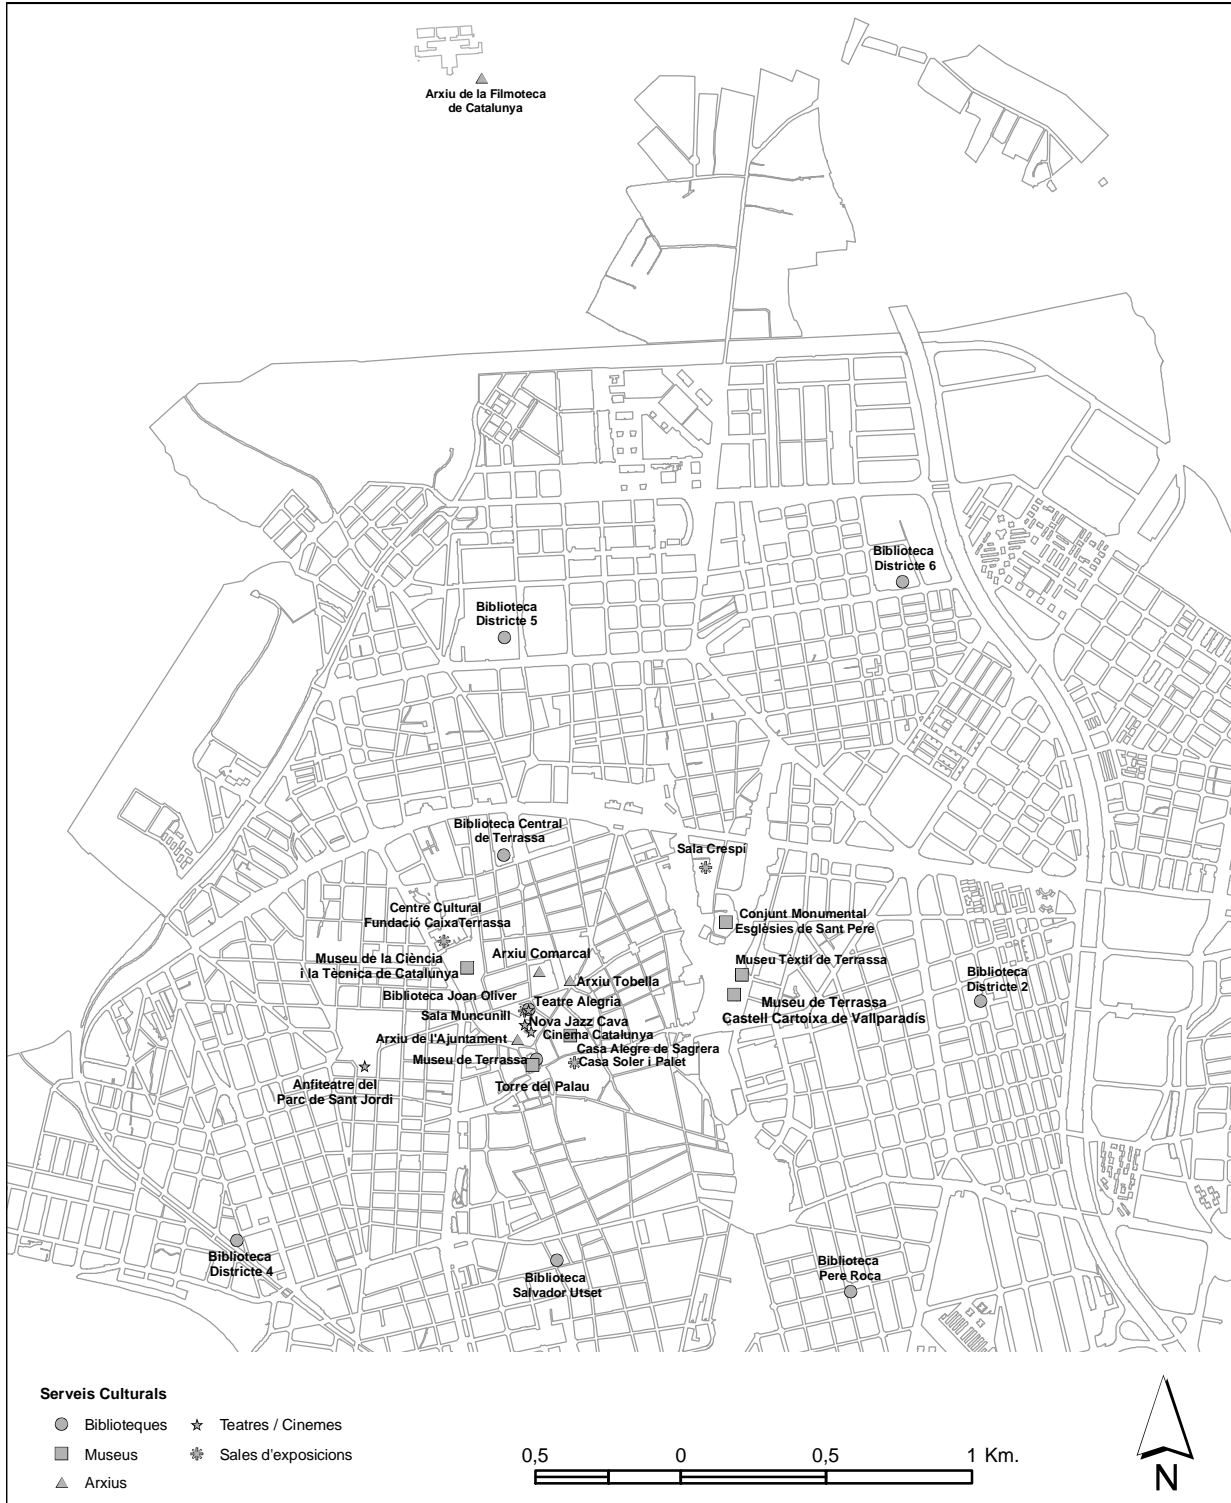 Arxiu de la Filmoteca
de Catalunya
Biblioteca
Districte 6
Biblioteca
Districte 5
Biblioteca Central
de Terrassa
Sala Crespi
Centre Cultural
Fundació CaixaTerrassa
Conjunt Monumental
Esglésies de Sant Pere
Museu de la Ciència
i la Tècnica de Catalunya
Arxiu Comarcal
Museu Tèxtil de Terrassa
Arxiu Tobella
Biblioteca
Districte 2
Biblioteca Joan Oliver
Teatre Alegria
Museu de Terrassa
Castell Cartoixa de Vallparadís
Sala Muncunill
Nova Jazz Cava
Arxiu de l'Ajuntament
Cinema Catalunya
Casa Alegre de Sagrera
Museu de Terrassa
Casa Soler i Palet
Torre del Palau
Anfiteatre del
Parc de Sant Jordi
Biblioteca
Districte 4
Biblioteca
Salvador Utset
Biblioteca
Pere Roca
Serveis Culturals
Biblioteques
Teatres / Cinemes
Museus
Sales d'exposicions
Arxius
0,5 0 0,5 1 Km.
N